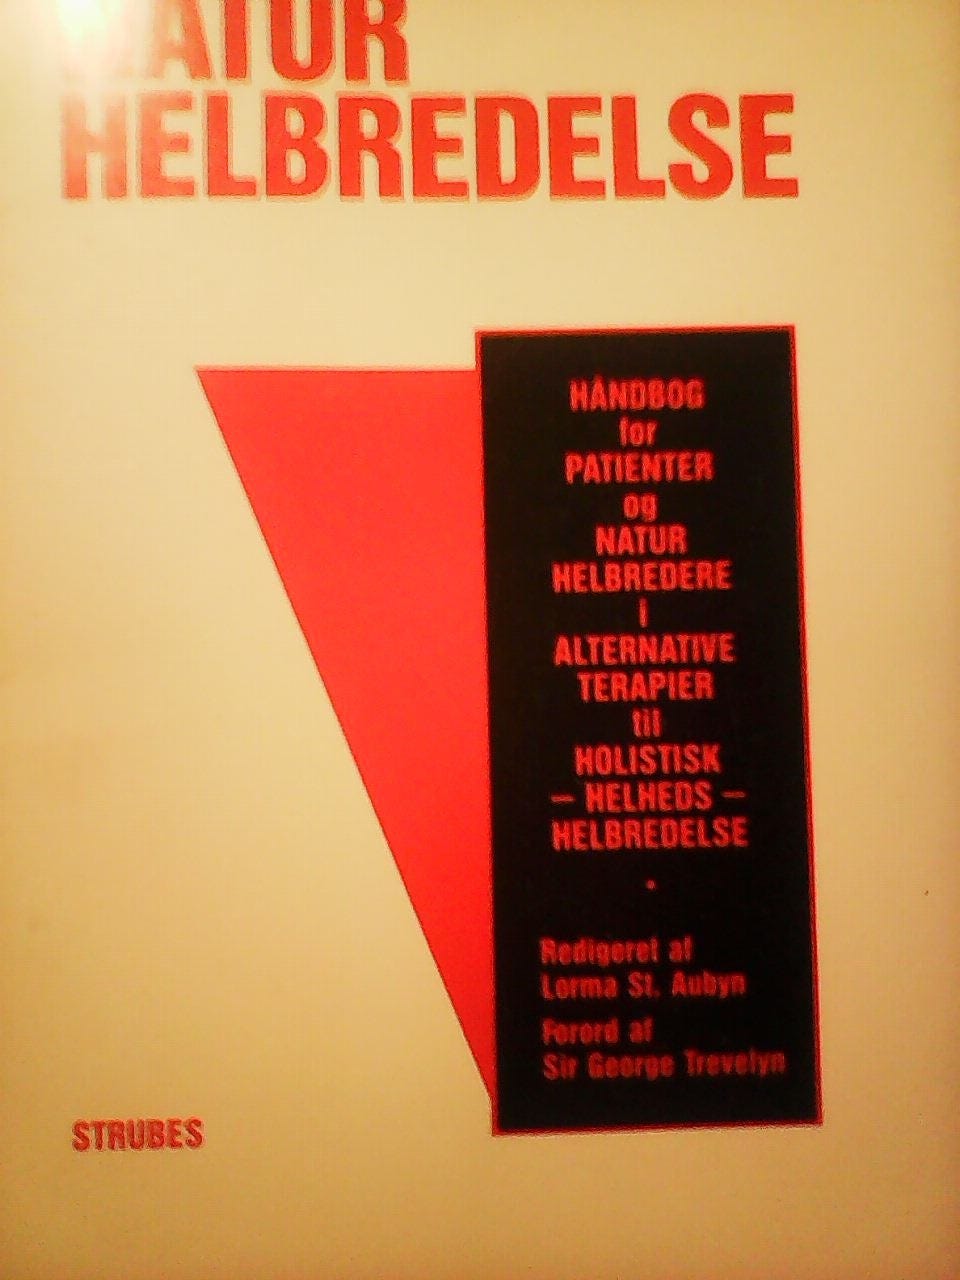 NATUR
HELBREDELSE
HÅNDBOG
for
PATIENTER
og
NATUR
HELBREDERE
i
ALTERNATIVE
TERAPIER
til
HOLISTISK
– HELHEDS –
HELBREDELSE
•
Redigeret af
Lorma St. Aubyn
Forord af
Sir George Trevelyn
STRUBES